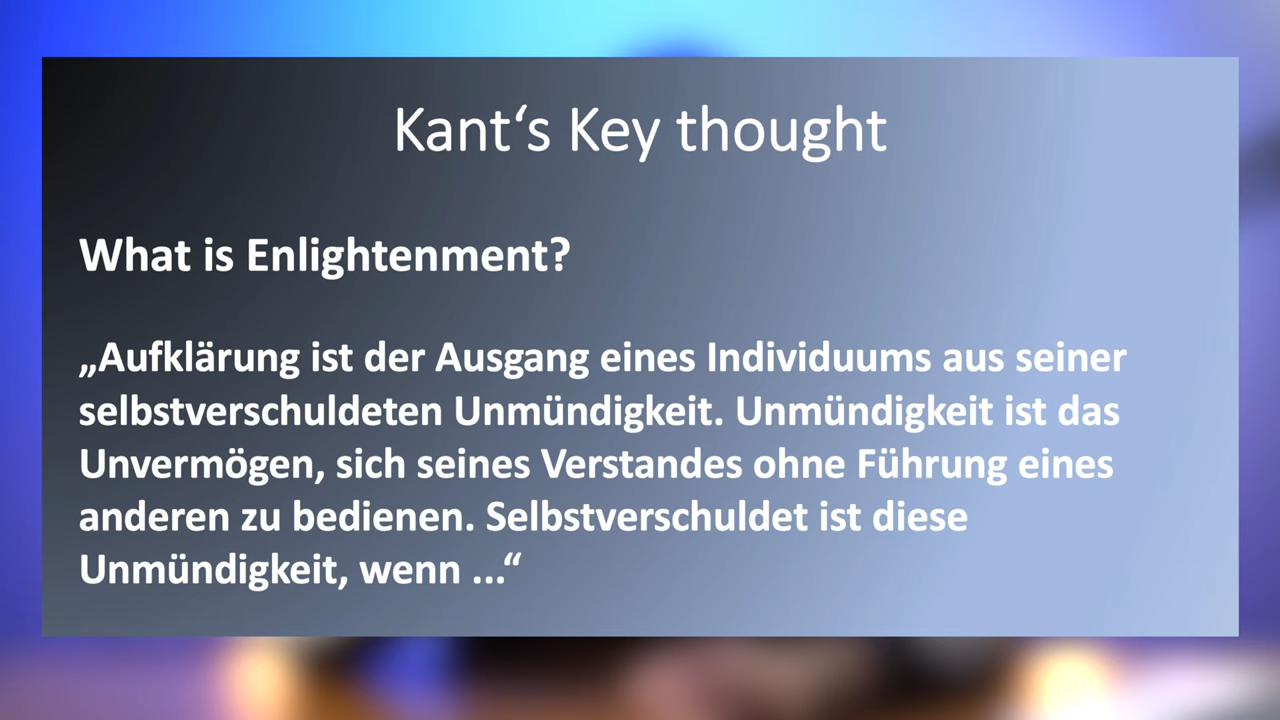 Kant‘s Key thought
What is Enlightenment?
„Aufklärung ist der Ausgang eines Individuums aus seiner
selbstverschuldeten Unmündigkeit. Unmündigkeit ist das
Unvermögen, sich seines Verstandes ohne Führung eines
anderen zu bedienen. Selbstverschuldet ist diese
Unmündigkeit, wenn ...“